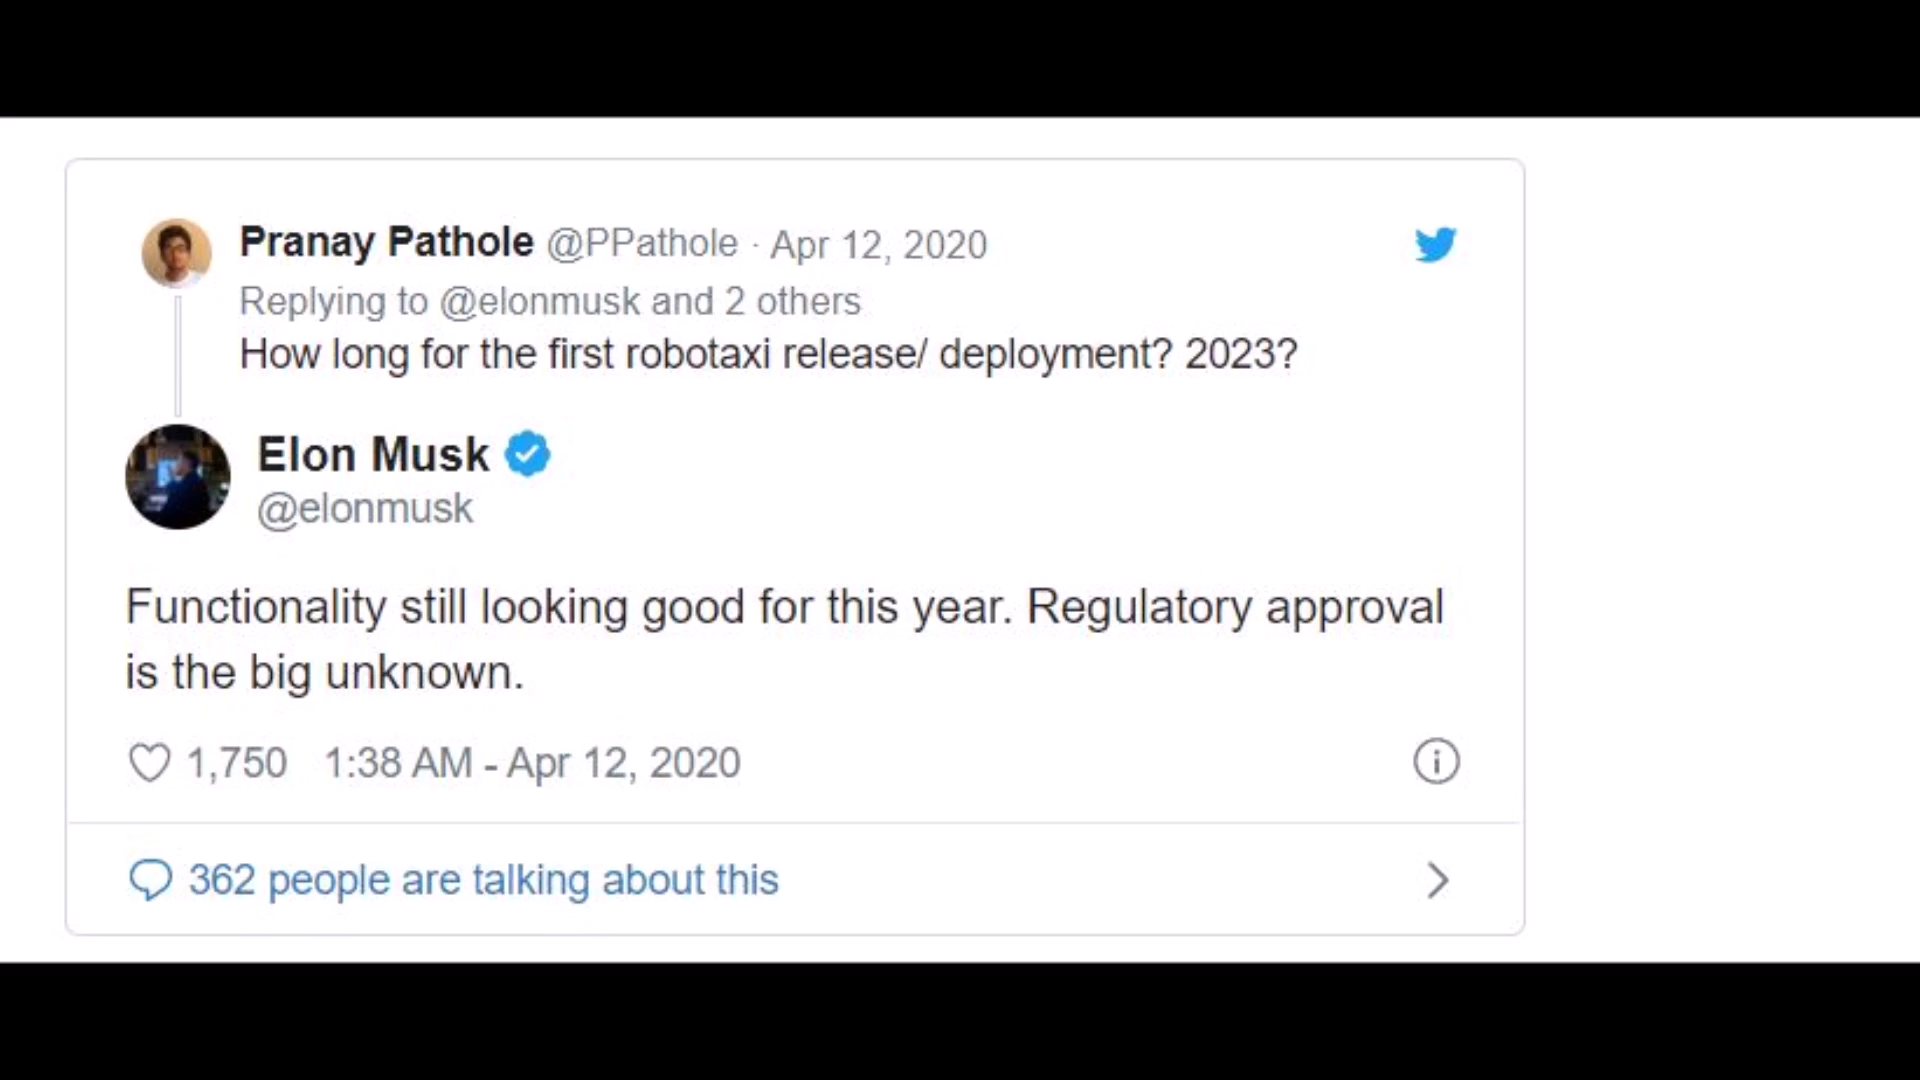 Pranay Pathole @PPathole · Apr 12, 2020
Replying to @elonmusk and 2 others
How long for the first robotaxi release/ deployment? 2023?
Elon Musk
@elonmusk
Functionality still looking good for this year. Regulatory approval
is the big unknown.
1,750 1:38 AM - Apr 12, 2020
362 people are talking about this